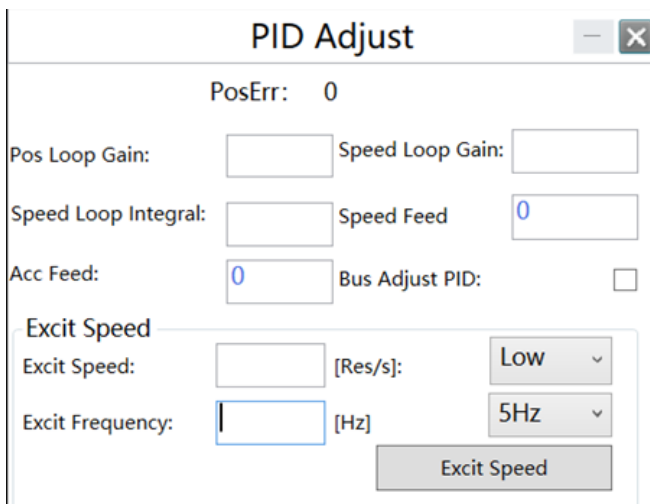 PID Adjust
PosErr: 0
Pos Loop Gain: Speed Loop Gain:
Speed Loop Integral: Speed Feed 0
Acc Feed: 0 Bus Adjust PID:
Excit Speed
Excit Speed: [Res/s]: Low
Excit Frequency: [Hz] 5Hz
Excit Speed